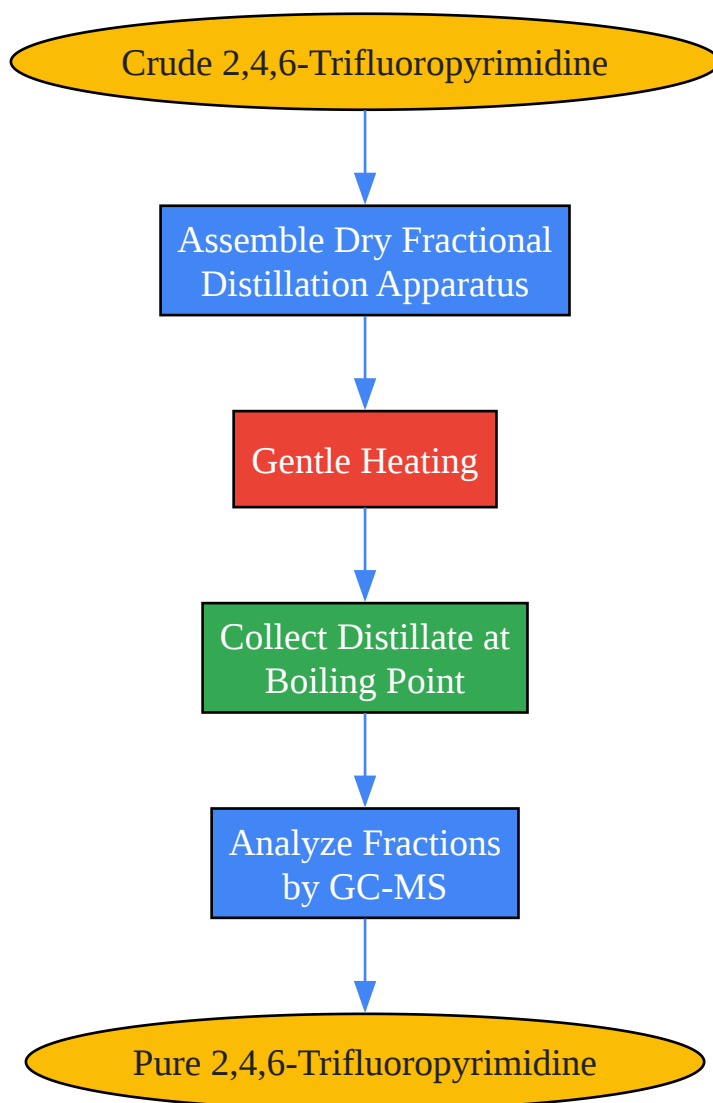 Crude 2,4,6-Trifluoropyrimidine
Assemble Dry Fractional
Distillation Apparatus
Gentle Heating
Collect Distillate at
Boiling Point
Analyze Fractions
by GC-MS
Pure 2,4,6-Trifluoropyrimidine